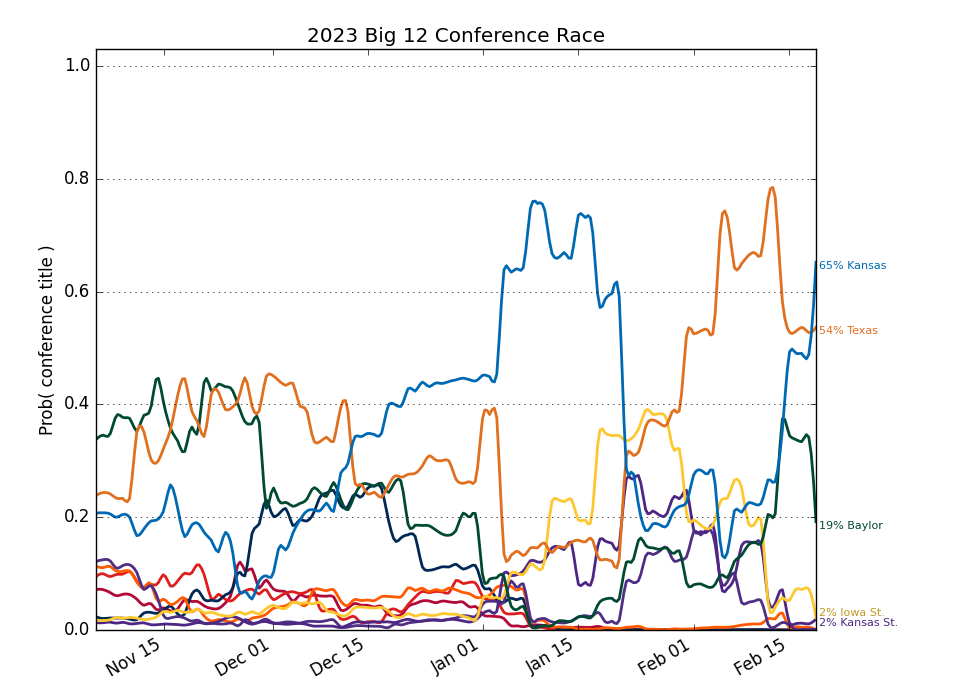 2023 Big 12 Conference Race
Prob( conference title )
1.0
0.8
0.6
0.4
0.2
0.0
Nov 15
Dec 01
Dec 15
Jan 01
Jan 15
Feb 01
Feb 15
65% Kansas
54% Texas
19% Baylor
2% Iowa St.
2% Kansas St.